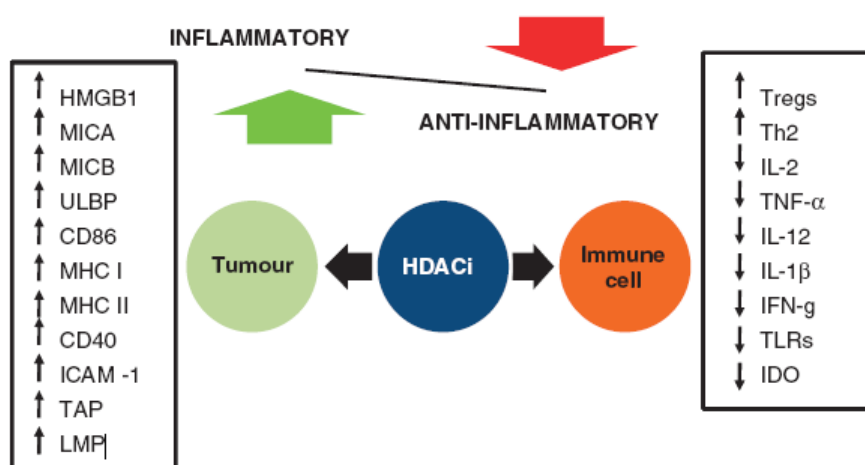 INFLAMMATORY
ANTI-INFLAMMATORY
↑ HMGB1
↑ MICA
↑ MICB
↑ ULBP
↑ CD86
↑ MHC I
↑ MHC II
↑ CD40
↑ ICAM -1
↑ TAP
↑ LMP
Tumour
HDACi
Immune
cell
↑ Tregs
↑ Th2
↓ IL-2
↓ TNF-α
↓ IL-12
↓ IL-1β
↓ IFN-g
↓ TLRs
↓ IDO